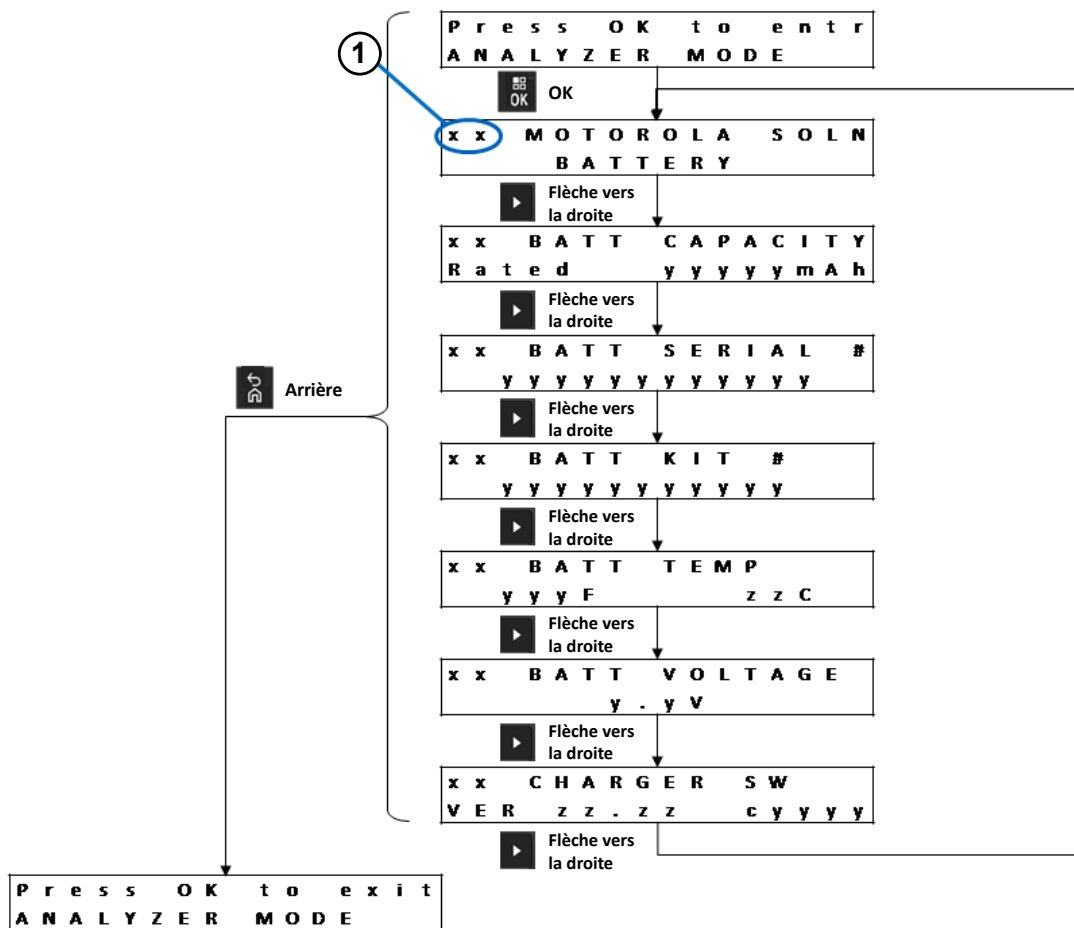 Press OK to entr
ANALYZER MODE
1
OK
OK
xx MOTOROLA SOLN
BATTERY
Flèche vers
la droite
xx BATT CAPACITY
Rated yyyyymAh
Flèche vers
la droite
xx BATT SERIAL #
yyyyyyyyyyyy
Arrière
Flèche vers
la droite
xx BATT KIT #
yyyyyyyyyyy
Flèche vers
la droite
xx BATT TEMP
yyyF zzC
Flèche vers
la droite
xx BATT VOLTAGE
y.yV
Flèche vers
la droite
xx CHARGER SW
VER zz.zz cyyyy
Flèche vers
la droite
Press OK to exit
ANALYZER MODE